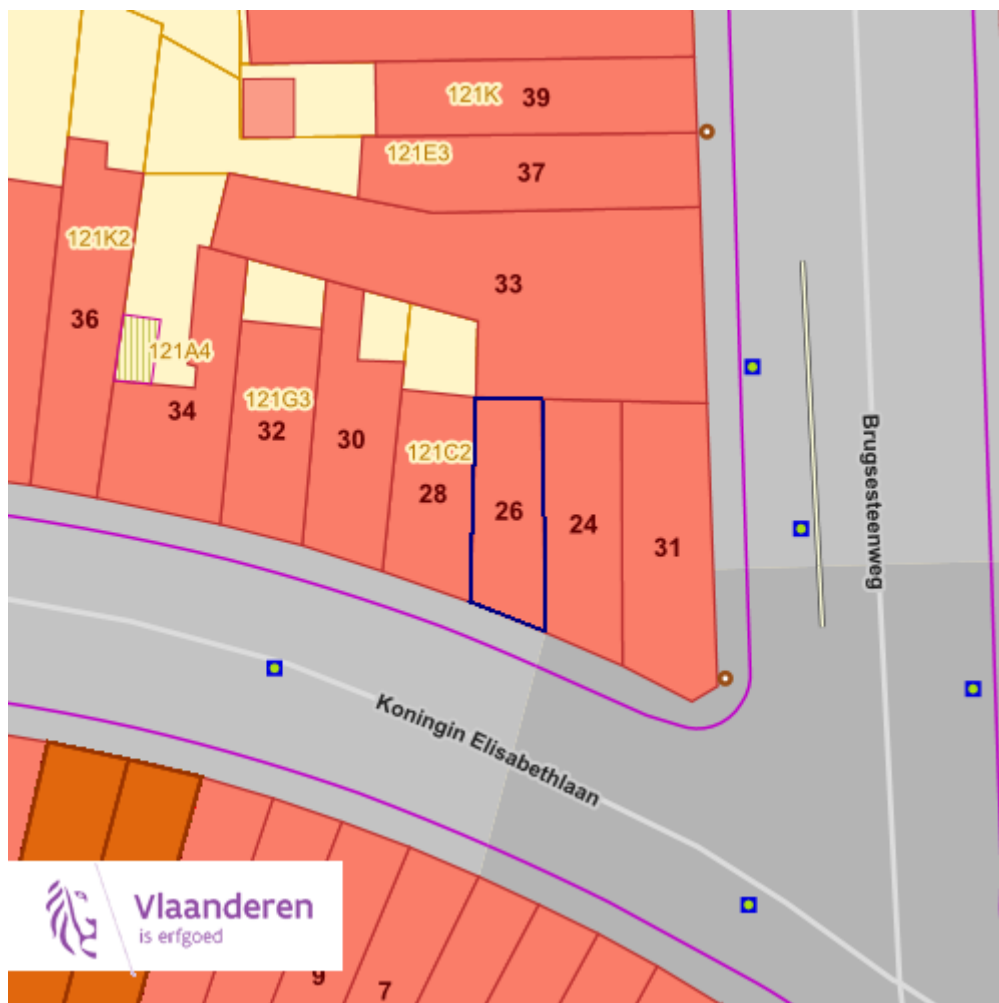 121K 39
121E3
37
121K2
33
36
121A4
34
121G3
32
30
121C2
28
26
24
31
Brugsesteenweg
Koningin Elisabethlaan
Vlaanderen
is erfgoed
9
7